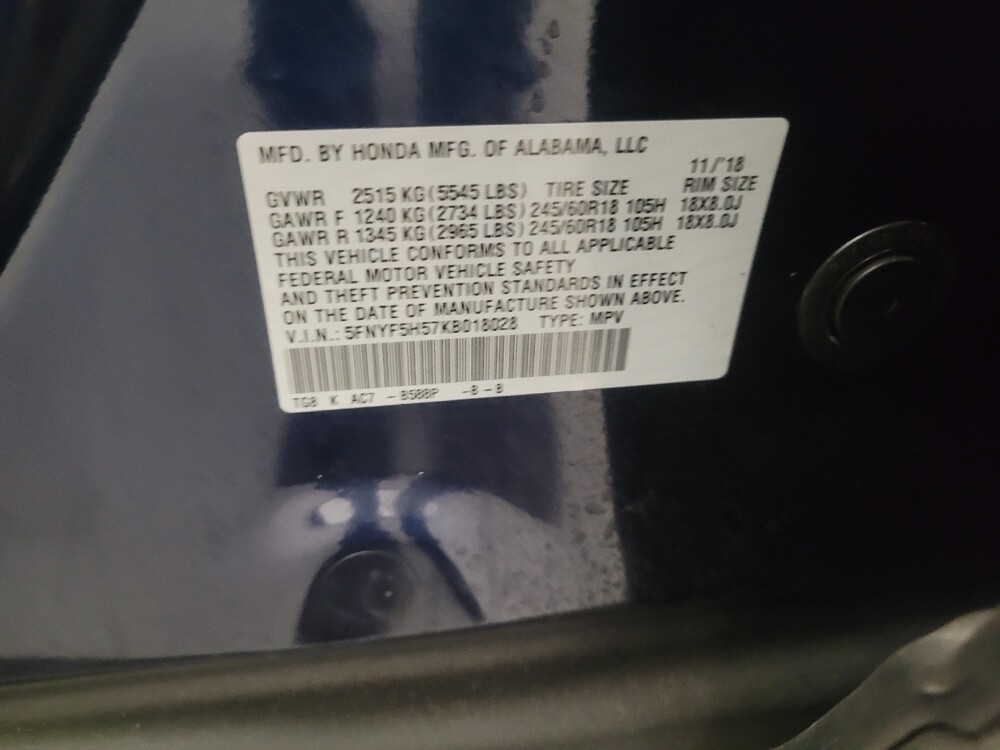 MFD. BY HONDA MFG. OF ALABAMA, LLC
11/'18
GVWR 2515 KG (5545 LBS) TIRE SIZE RIM SIZE
GAWR F 1240 KG (2734 LBS) 245/60R18 105H 18X8.0J
GAWR R 1345 KG (2965 LBS) 245/60R18 105H 18X8.0J
THIS VEHICLE CONFORMS TO ALL APPLICABLE
FEDERAL MOTOR VEHICLE SAFETY
AND THEFT PREVENTION STANDARDS IN EFFECT
ON THE DATE OF MANUFACTURE SHOWN ABOVE.
V.I.N.: 5FNYF5H57KB018028 TYPE: MPV
TG8 K AC7 -B588P -B-B